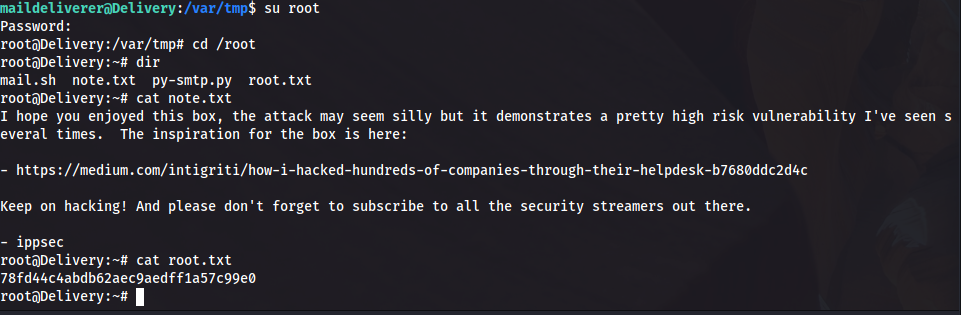 maildeliverer@Delivery:/var/tmp$ su root
Password:
root@Delivery:/var/tmp# cd /root
root@Delivery:~# dir
mail.sh  note.txt  py-smtp.py  root.txt
root@Delivery:~# cat note.txt
I hope you enjoyed this box, the attack may seem silly but it demonstrates a pretty high risk vulnerability I've seen s
everal times.  The inspiration for the box is here:
- https://medium.com/intigriti/how-i-hacked-hundreds-of-companies-through-their-helpdesk-b7680ddc2d4c
Keep on hacking! And please don't forget to subscribe to all the security streamers out there.
- ippsec
root@Delivery:~# cat root.txt
78fd44c4abdb62aec9aedff1a57c99e0
root@Delivery:~#